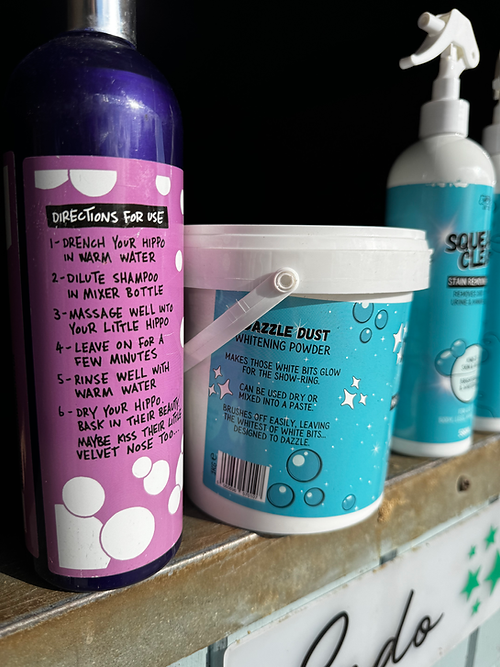 DIRECTIONS FOR USE
1-DRENCH YOUR HIPPO
IN WARM WATER
2-DILUTE SHAMPOO
IN MIXER BOTTLE
3-MASSAGE WELL INTO
YOUR LITTLE HIPPO
4-LEAVE ON FOR A
FEW MINUTES
5-RINSE WELL WITH
WARM WATER
6-DRY YOUR HIPPO.
BASK IN THEIR BEAUTY.
MAYBE KISS THEIR LITTLE
VELVET NOSE TOO...
DAZZLE DUST
WHITENING POWDER
MAKES THOSE WHITE BITS GLOW
FOR THE SHOW-RING.
CAN BE USED DRY OR
MIXED INTO A PASTE.
BRUSHES OFF EASILY, LEAVING
THE WHITEST OF WHITE BITS...
DESIGNED TO DAZZLE.
SQUE
CLE
STAIN REMOVER
REMOVES
URINE &